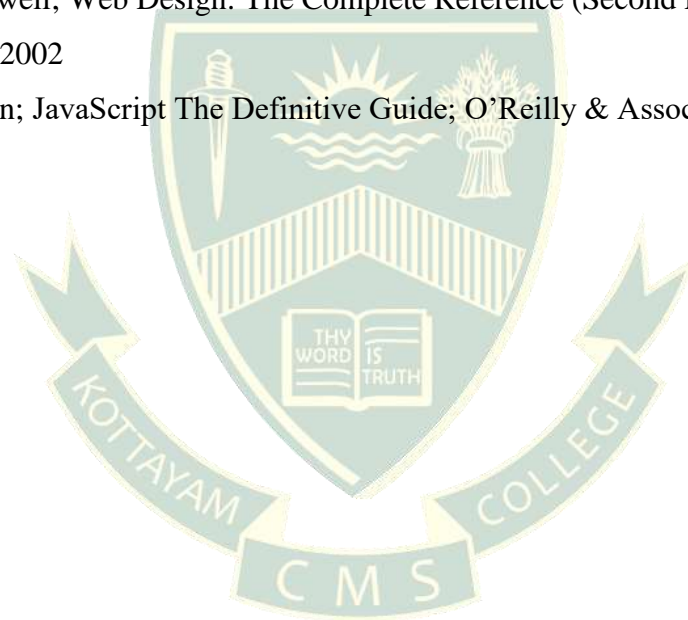 Web Design: The Complete Reference (Second
2002
n; JavaScript The Definitive Guide; O’Reilly & Assoc
THY
WORD IS
TRUTH
KOTTAYAM
CMS
COLLEGE